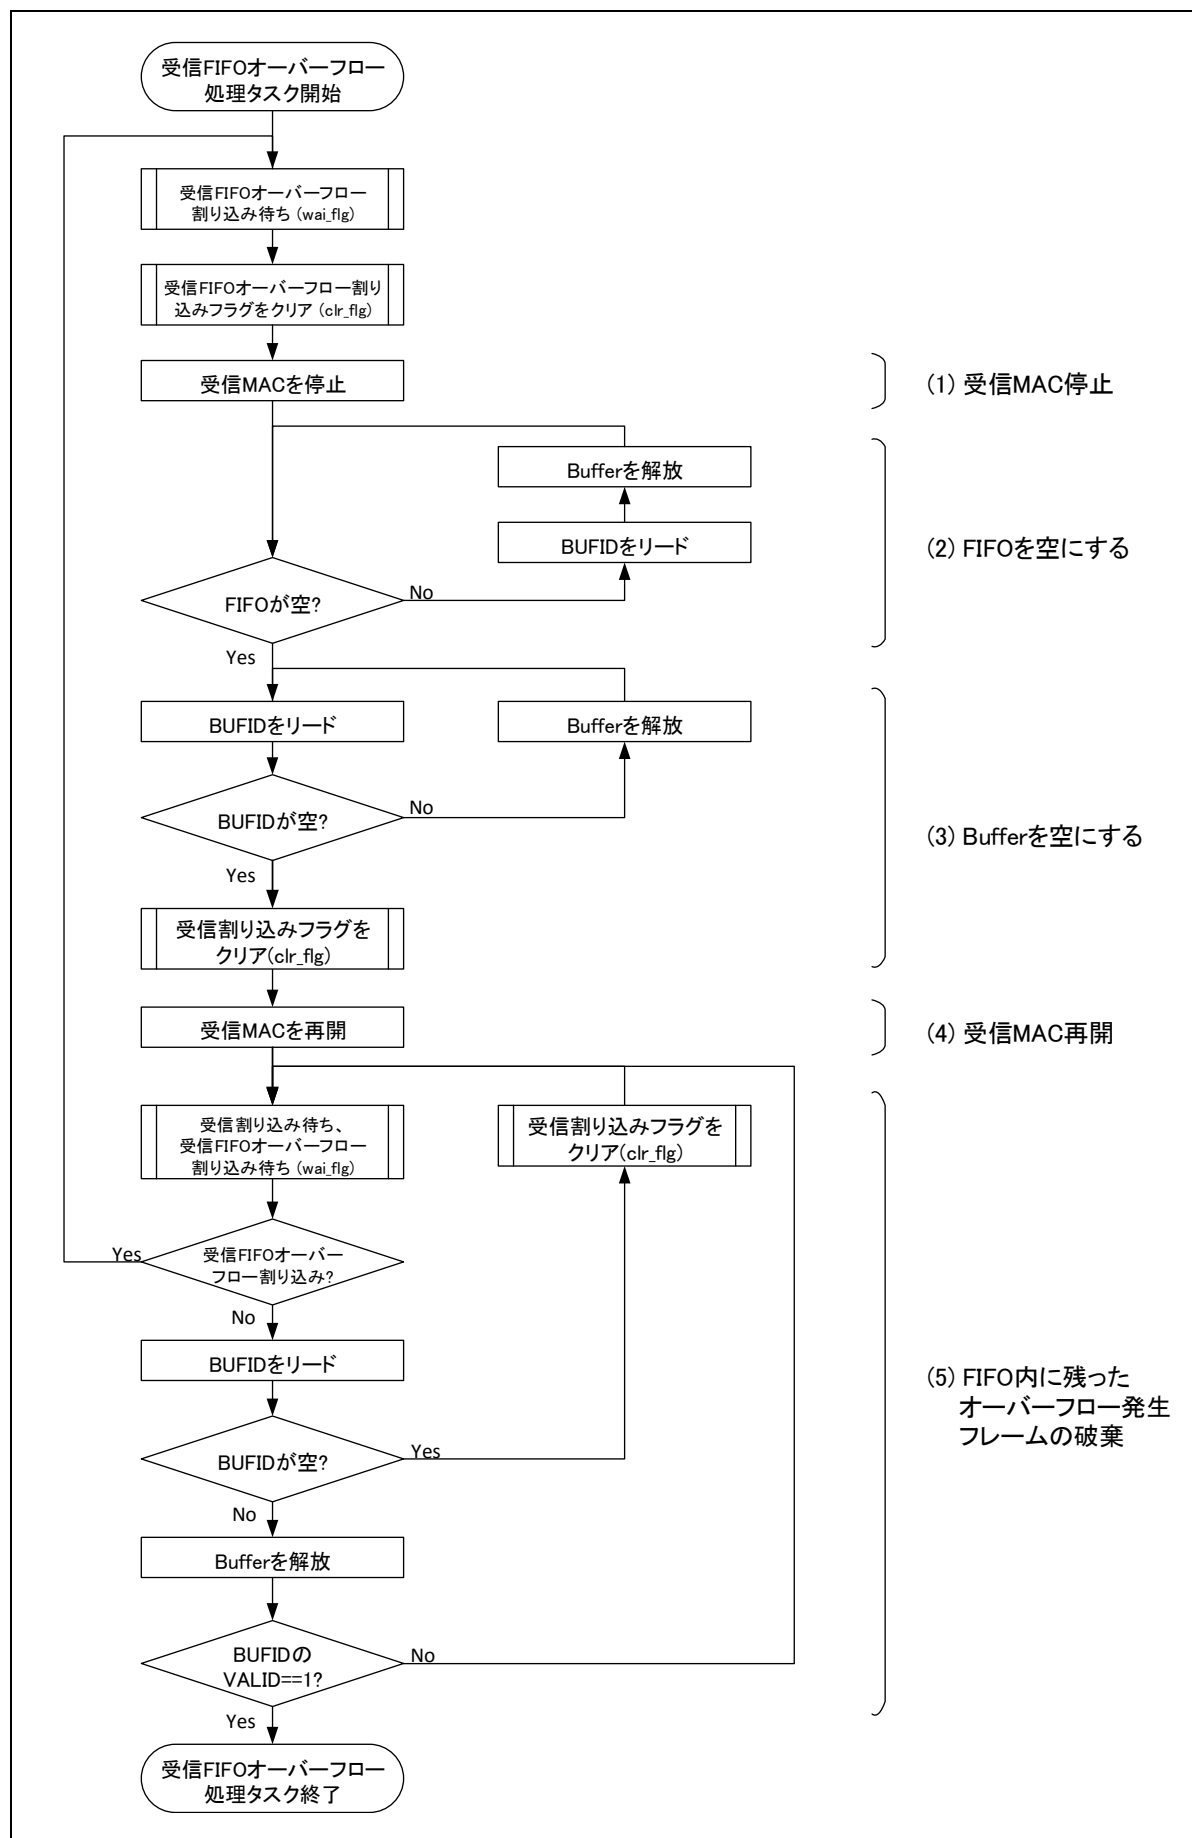 受信FIFOオーバーフロー
処理タスク開始
受信FIFOオーバーフロー
割り込み待ち (wai_flg)
受信FIFOオーバーフロー割り
込みフラグをクリア (clr_flg)
受信MACを停止
(1) 受信MAC停止
Bufferを解放
BUFIDをリード
(2) FIFOを空にする
FIFOが空?
No
Yes
BUFIDをリード
Bufferを解放
BUFIDが空?
No
(3) Bufferを空にする
Yes
受信割り込みフラグを
クリア(clr_flg)
受信MACを再開
(4) 受信MAC再開
受信割り込み待ち、
受信FIFOオーバーフロー
割り込み待ち (wai_flg)
受信割り込みフラグを
クリア(clr_flg)
Yes
受信FIFOオーバー
フロー割り込み?
No
BUFIDをリード
(5) FIFO内に残った
オーバーフロー発生
フレームの破棄
BUFIDが空?
Yes
No
Bufferを解放
BUFIDの
VALID==1?
No
Yes
受信FIFOオーバーフロー
処理タスク終了